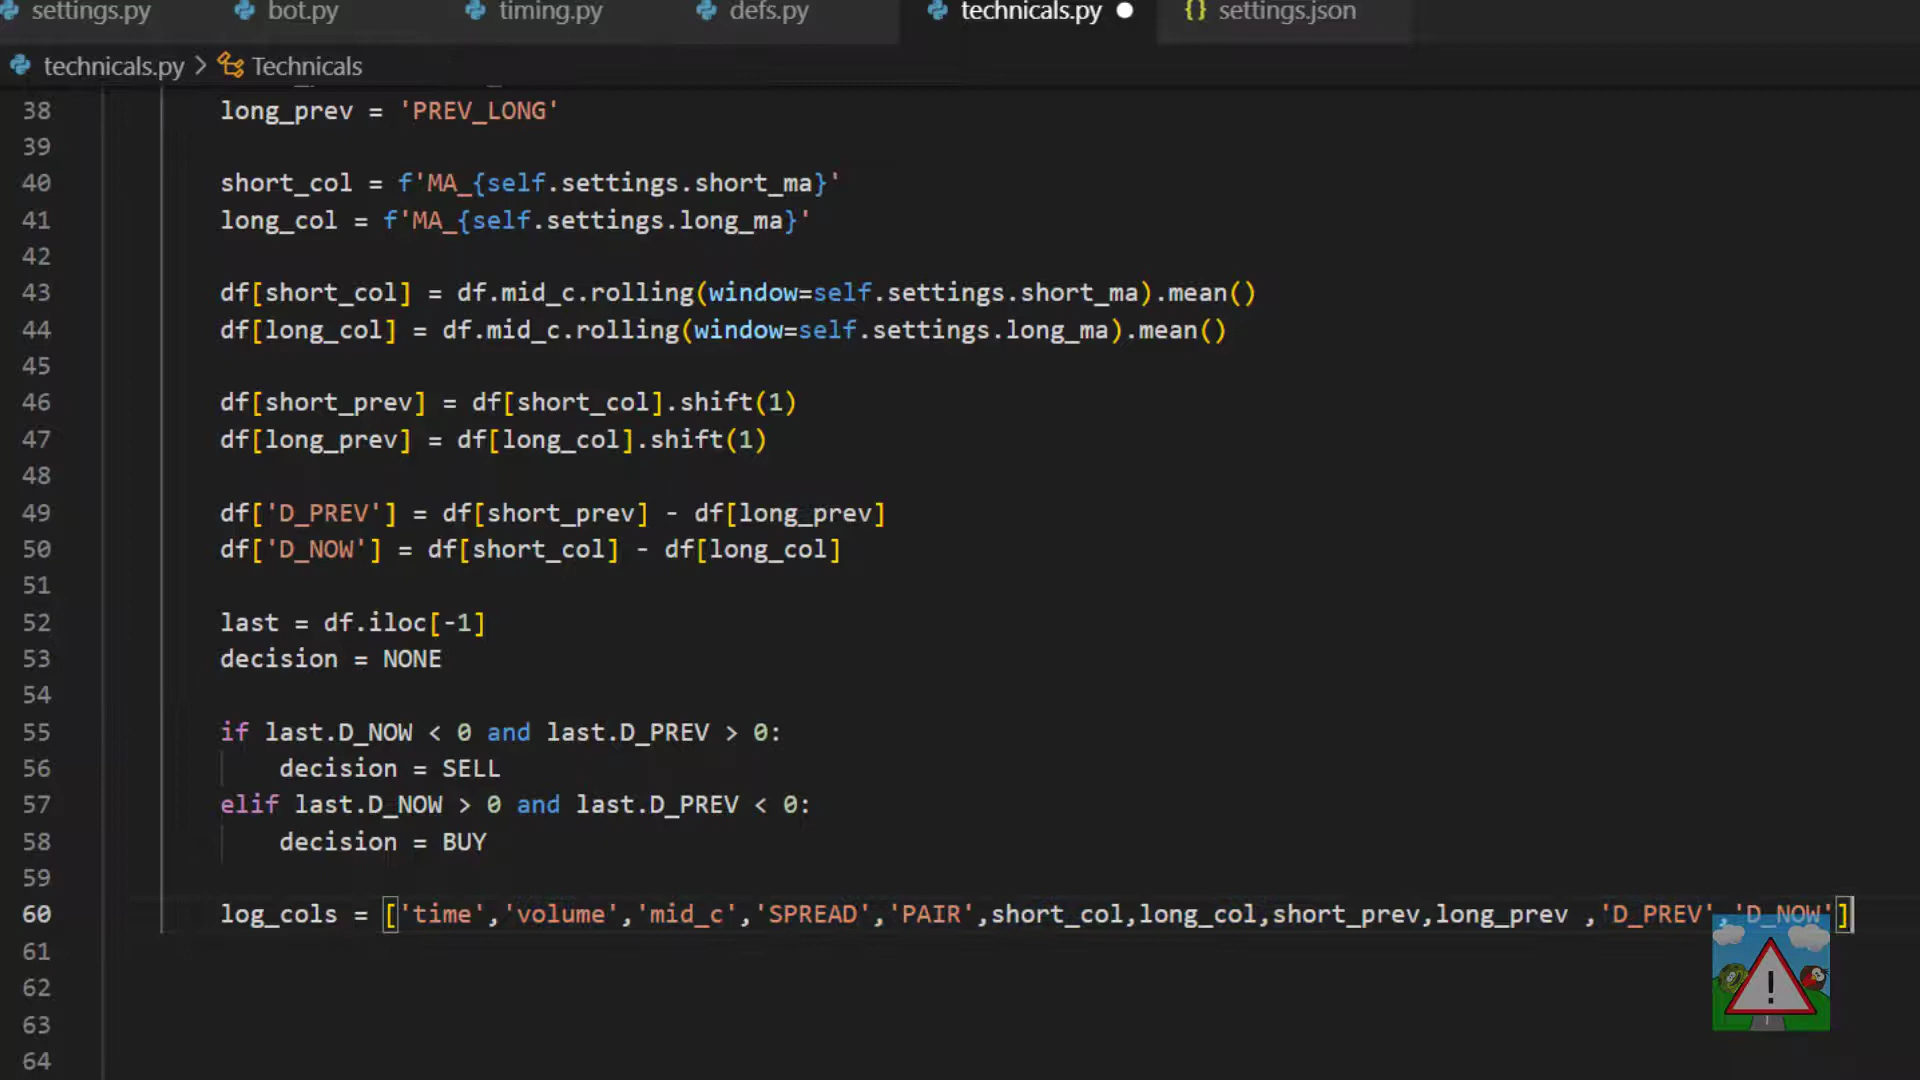 settings.py bot.py timing.py defs.py technicals.py settings.json
technicals.py > Technicals
38 long_prev = 'PREV_LONG'
39
40 short_col = f'MA_{self.settings.short_ma}'
41 long_col = f'MA_{self.settings.long_ma}'
42
43 df[short_col] = df.mid_c.rolling(window=self.settings.short_ma).mean()
44 df[long_col] = df.mid_c.rolling(window=self.settings.long_ma).mean()
45
46 df[short_prev] = df[short_col].shift(1)
47 df[long_prev] = df[long_col].shift(1)
48
49 df['D_PREV'] = df[short_prev] - df[long_prev]
50 df['D_NOW'] = df[short_col] - df[long_col]
51
52 last = df.iloc[-1]
53 decision = NONE
54
55 if last.D_NOW < 0 and last.D_PREV > 0:
56 decision = SELL
57 elif last.D_NOW > 0 and last.D_PREV < 0:
58 decision = BUY
59
60 log_cols = ['time','volume','mid_c','SPREAD','PAIR',short_col,long_col,short_prev,long_prev ,'D_PREV','D_NOW']
61
62
63
64